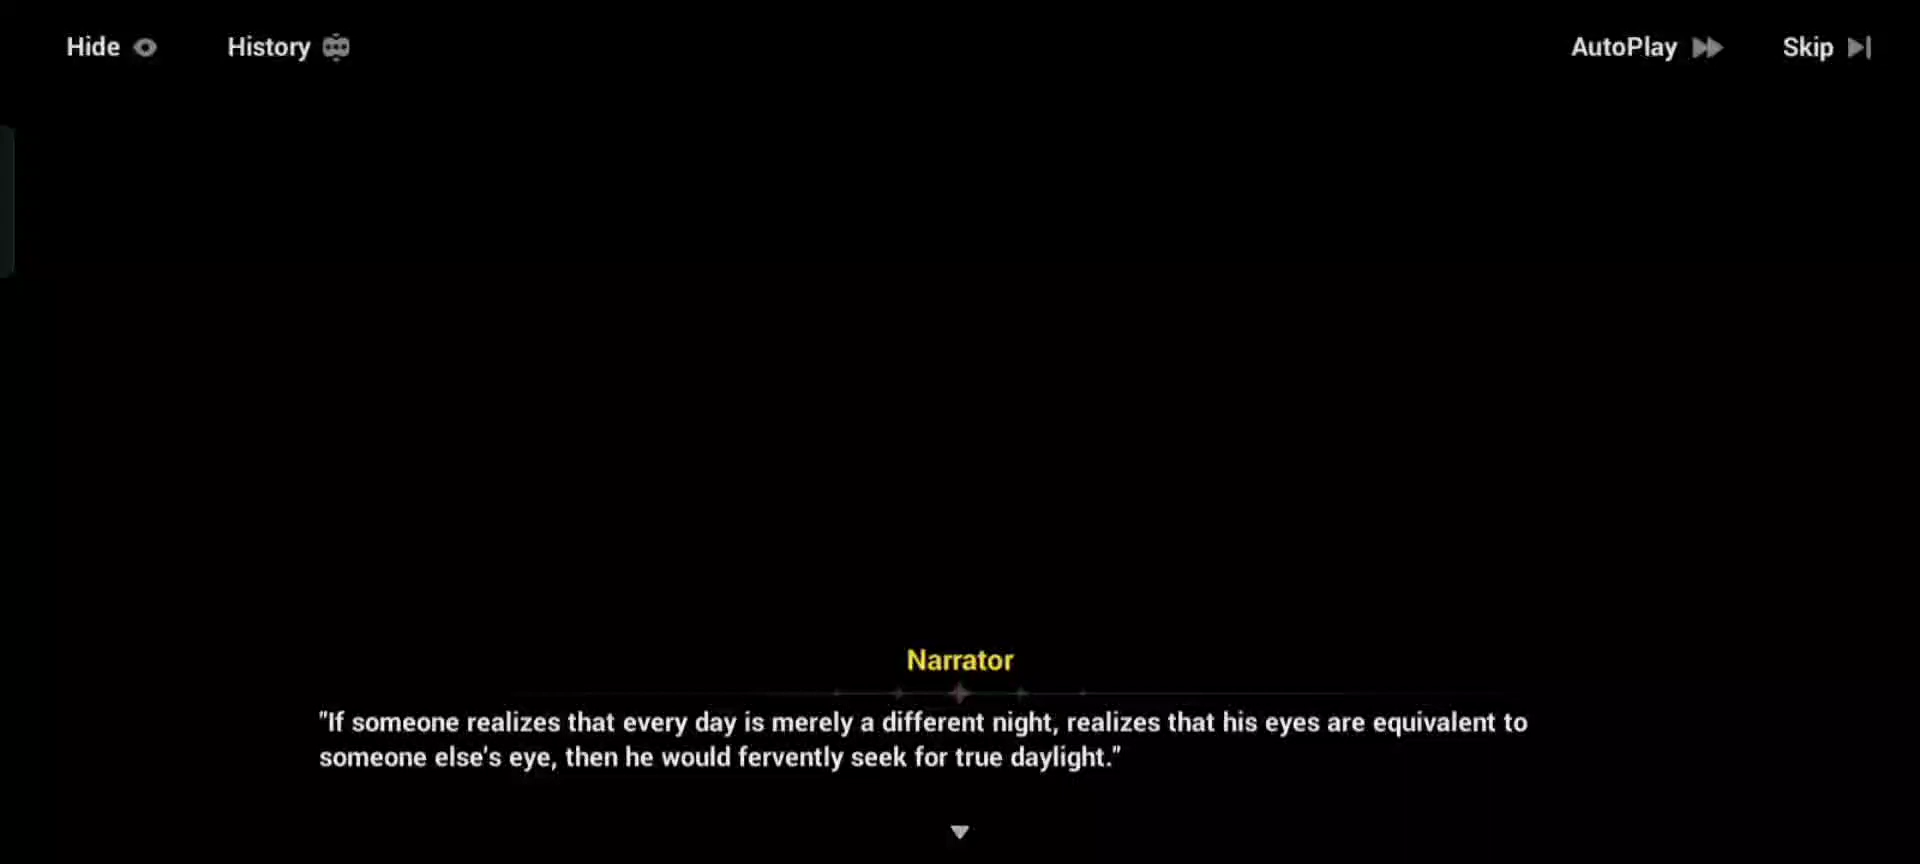 Hide
History
AutoPlay
Skip
Narrator
"If someone realizes that every day is merely a different night, realizes that his eyes are equivalent to
someone else's eye, then he would fervently seek for true daylight."